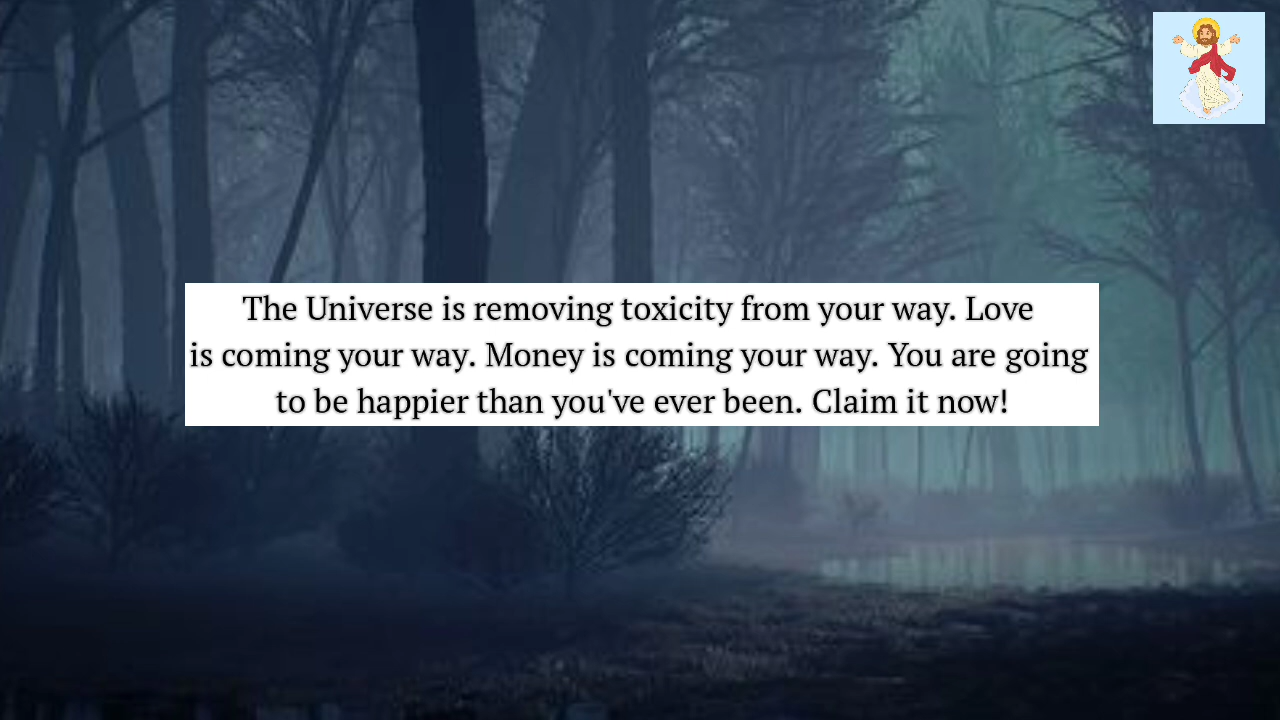 The Universe is removing toxicity from your way. Love
is coming your way. Money is coming your way. You are going
to be happier than you've ever been. Claim it now!